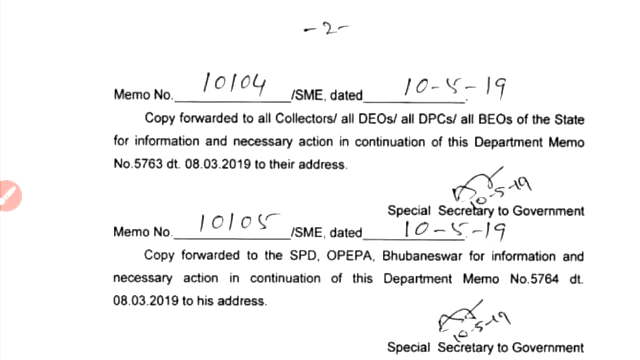 -2-
Memo No. 10104 /SME, dated 10-5-19
Copy forwarded to all Collectors/ all DEOs/ all DPCs/ all BEOs of the State
for information and necessary action in continuation of this Department Memo
No.5763 dt. 08.03.2019 to their address.
10-5-19
Special Secretary to Government
Memo No. 10105 /SME, dated 10-5-19
Copy forwarded to the SPD, OPEPA, Bhubaneswar for information and
necessary action in continuation of this Department Memo No.5764 dt.
08.03.2019 to his address.
10-5-19
Special Secretary to Government